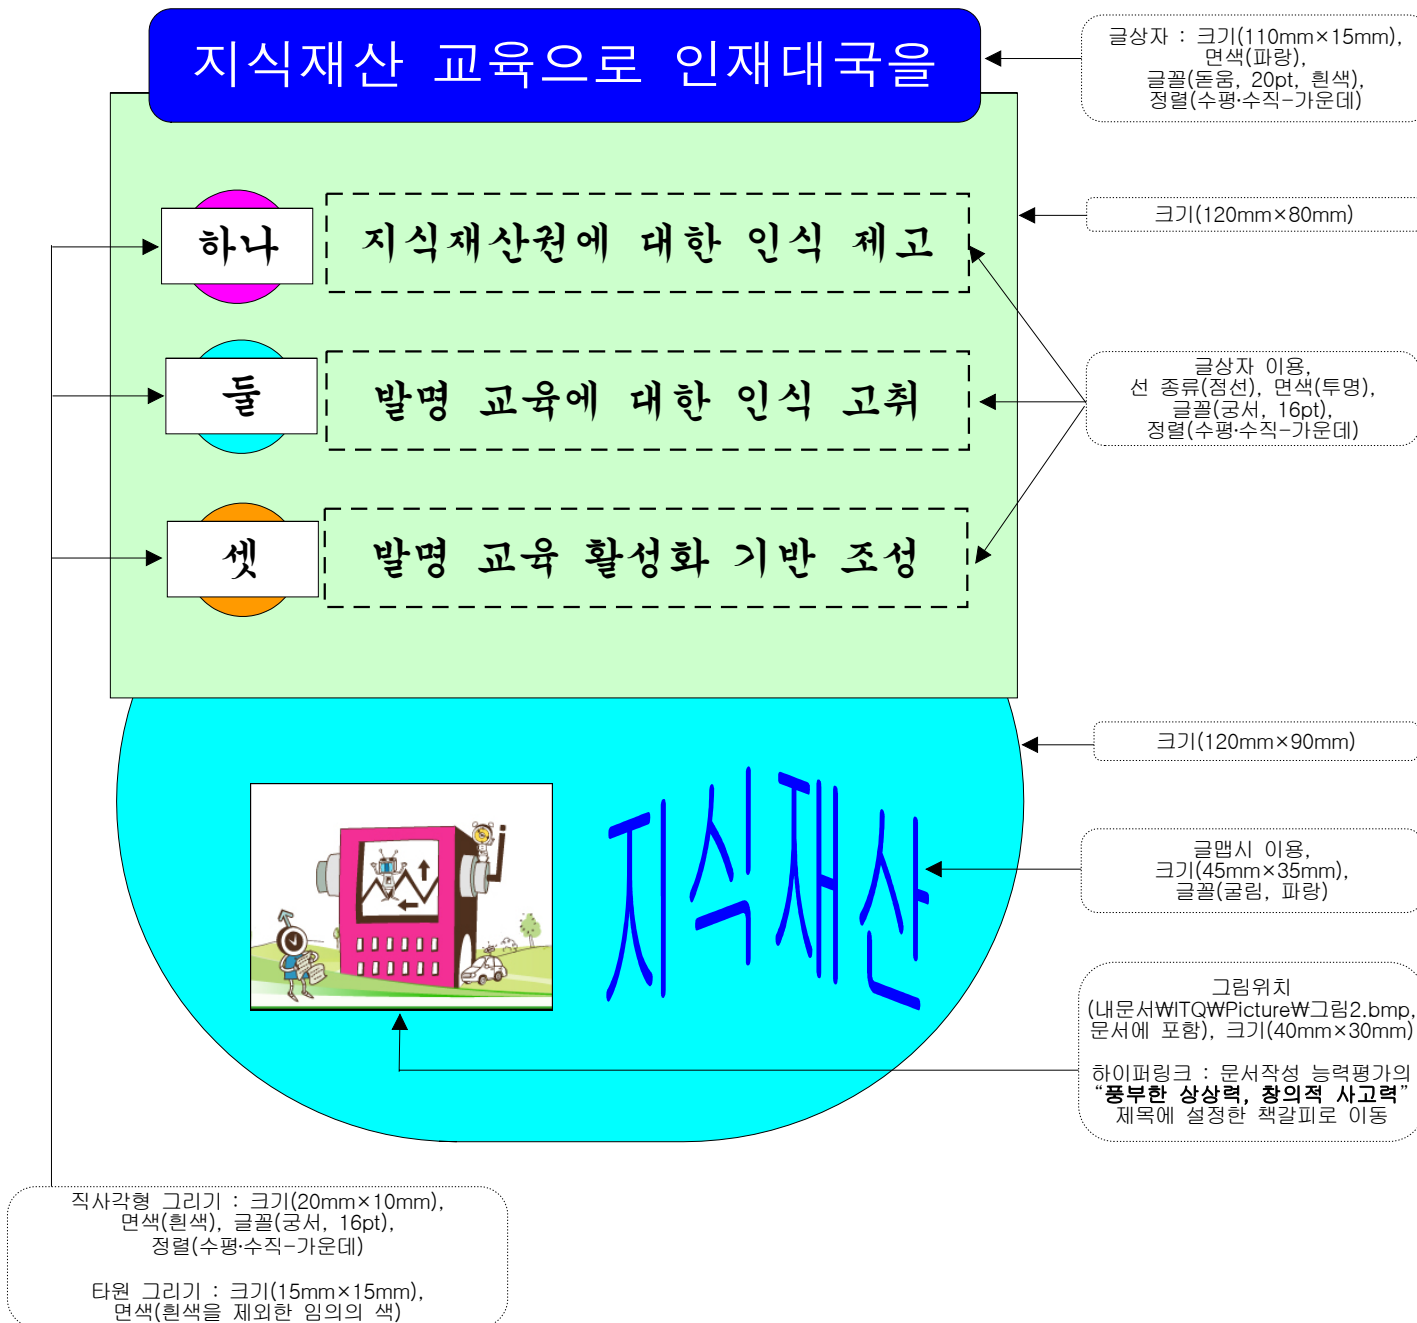 지식재산 교육으로 인재대국을
글상자 : 크기(110mm×15mm),
면색(파랑),
글꼴(돋움, 20pt, 흰색),
정렬(수평·수직-가운데)
크기(120mm×80mm)
하나
지식재산권에 대한 인식 제고
둘
발명 교육에 대한 인식 고취
글상자 이용,
선 종류(점선), 면색(투명),
글꼴(궁서, 16pt),
정렬(수평·수직-가운데)
셋
발명 교육 활성화 기반 조성
크기(120mm×90mm)
지식재산
글맵시 이용,
크기(45mm×35mm),
글꼴(굴림, 파랑)
그림위치
(내문서₩ITQ₩Picture₩그림2.bmp,
문서에 포함), 크기(40mm×30mm)
하이퍼링크 : 문서작성 능력평가의
“풍부한 상상력, 창의적 사고력”
제목에 설정한 책갈피로 이동
직사각형 그리기 : 크기(20mm×10mm),
면색(흰색), 글꼴(궁서, 16pt),
정렬(수평·수직-가운데)
타원 그리기 : 크기(15mm×15mm),
면색(흰색을 제외한 임의의 색)